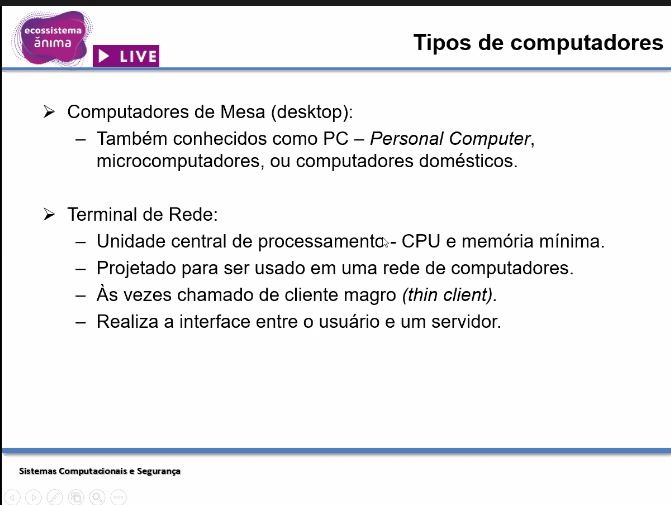 ecossistema
ânima
LIVE
Tipos de computadores
Computadores de Mesa (desktop):
– Também conhecidos como PC – Personal Computer,
microcomputadores, ou computadores domésticos.
Terminal de Rede:
– Unidade central de processamento - CPU e memória mínima.
– Projetado para ser usado em uma rede de computadores.
– Às vezes chamado de cliente magro (thin client).
– Realiza a interface entre o usuário e um servidor.
Sistemas Computacionais e Segurança